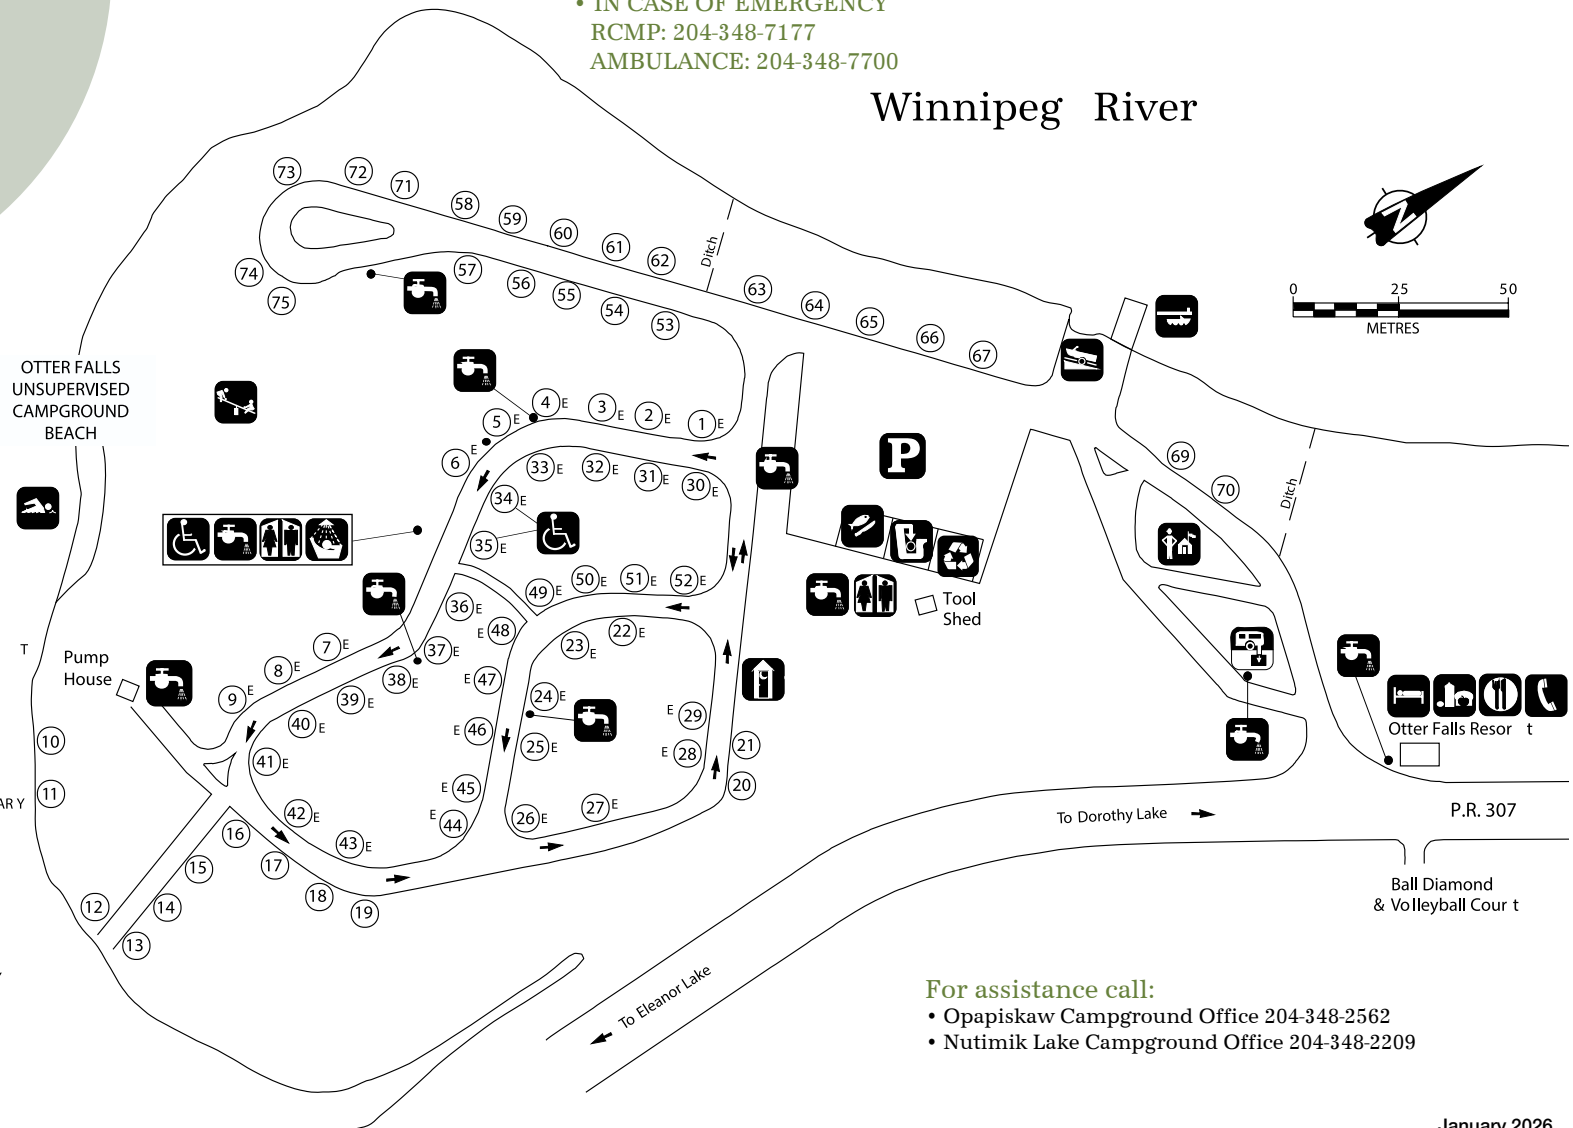 • IN CASE OF EMERGENCY
RCMP: 204-348-7177
AMBULANCE: 204-348-7700
Winnipeg River
N
0 25 50
METRES
73 72 71 58 59 60 61 62 63 64 65 66 67
Ditch
74 75 57 56 55 54 53
OTTER FALLS
UNSUPERVISED
CAMPGROUND
BEACH
6 E 5 E 4 E 3 E 2 E 1 E
33 E 32 E 31 E 30 E
34 E
35 E
P
69
70
Ditch
36 E 49 E 50 E 51 E 52 E
Tool
Shed
E 48 23 E 22 E
T
Pump
House
9 E 8 E 7 E
37 E
38 E
39 E
40 E
41 E
42 E
43 E
E 47
E 46
E 45
E 44
24 E
25 E
26 E
27 E
E 29
E 28
21
20
10
11
ARY
12
13
14
15
16
17
18
19
Otter Falls Resor t
To Dorothy Lake
P.R. 307
Ball Diamond
& Volleyball Cour t
To Eleanor Lake
For assistance call:
• Opapiskaw Campground Office 204-348-2562
• Nutimik Lake Campground Office 204-348-2209
January 2026